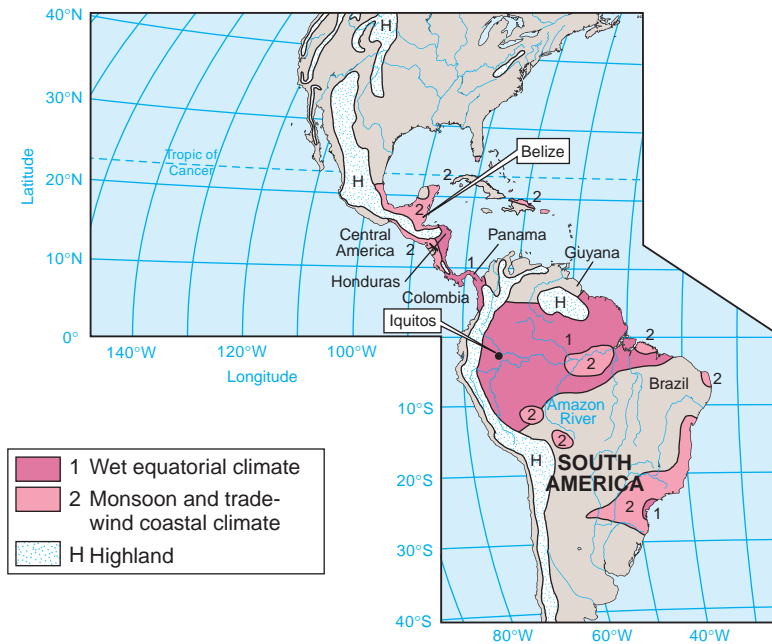 40°N
30°N
20°N
10°N
0°
10°S
20°S
30°S
40°S
Latitude
Tropic of
Cancer
H
H
2
Belize
2
2
Central
America
2
Honduras
1
Panama
Guyana
Colombia
H
Iquitos
1
2
2
Brazil
2
140°W
120°W
100°W
Longitude
2
Amazon
River
2
H
SOUTH
AMERICA
2
1
1 Wet equatorial climate
2 Monsoon and trade-
wind coastal climate
H Highland
80°W
60°W
40°W